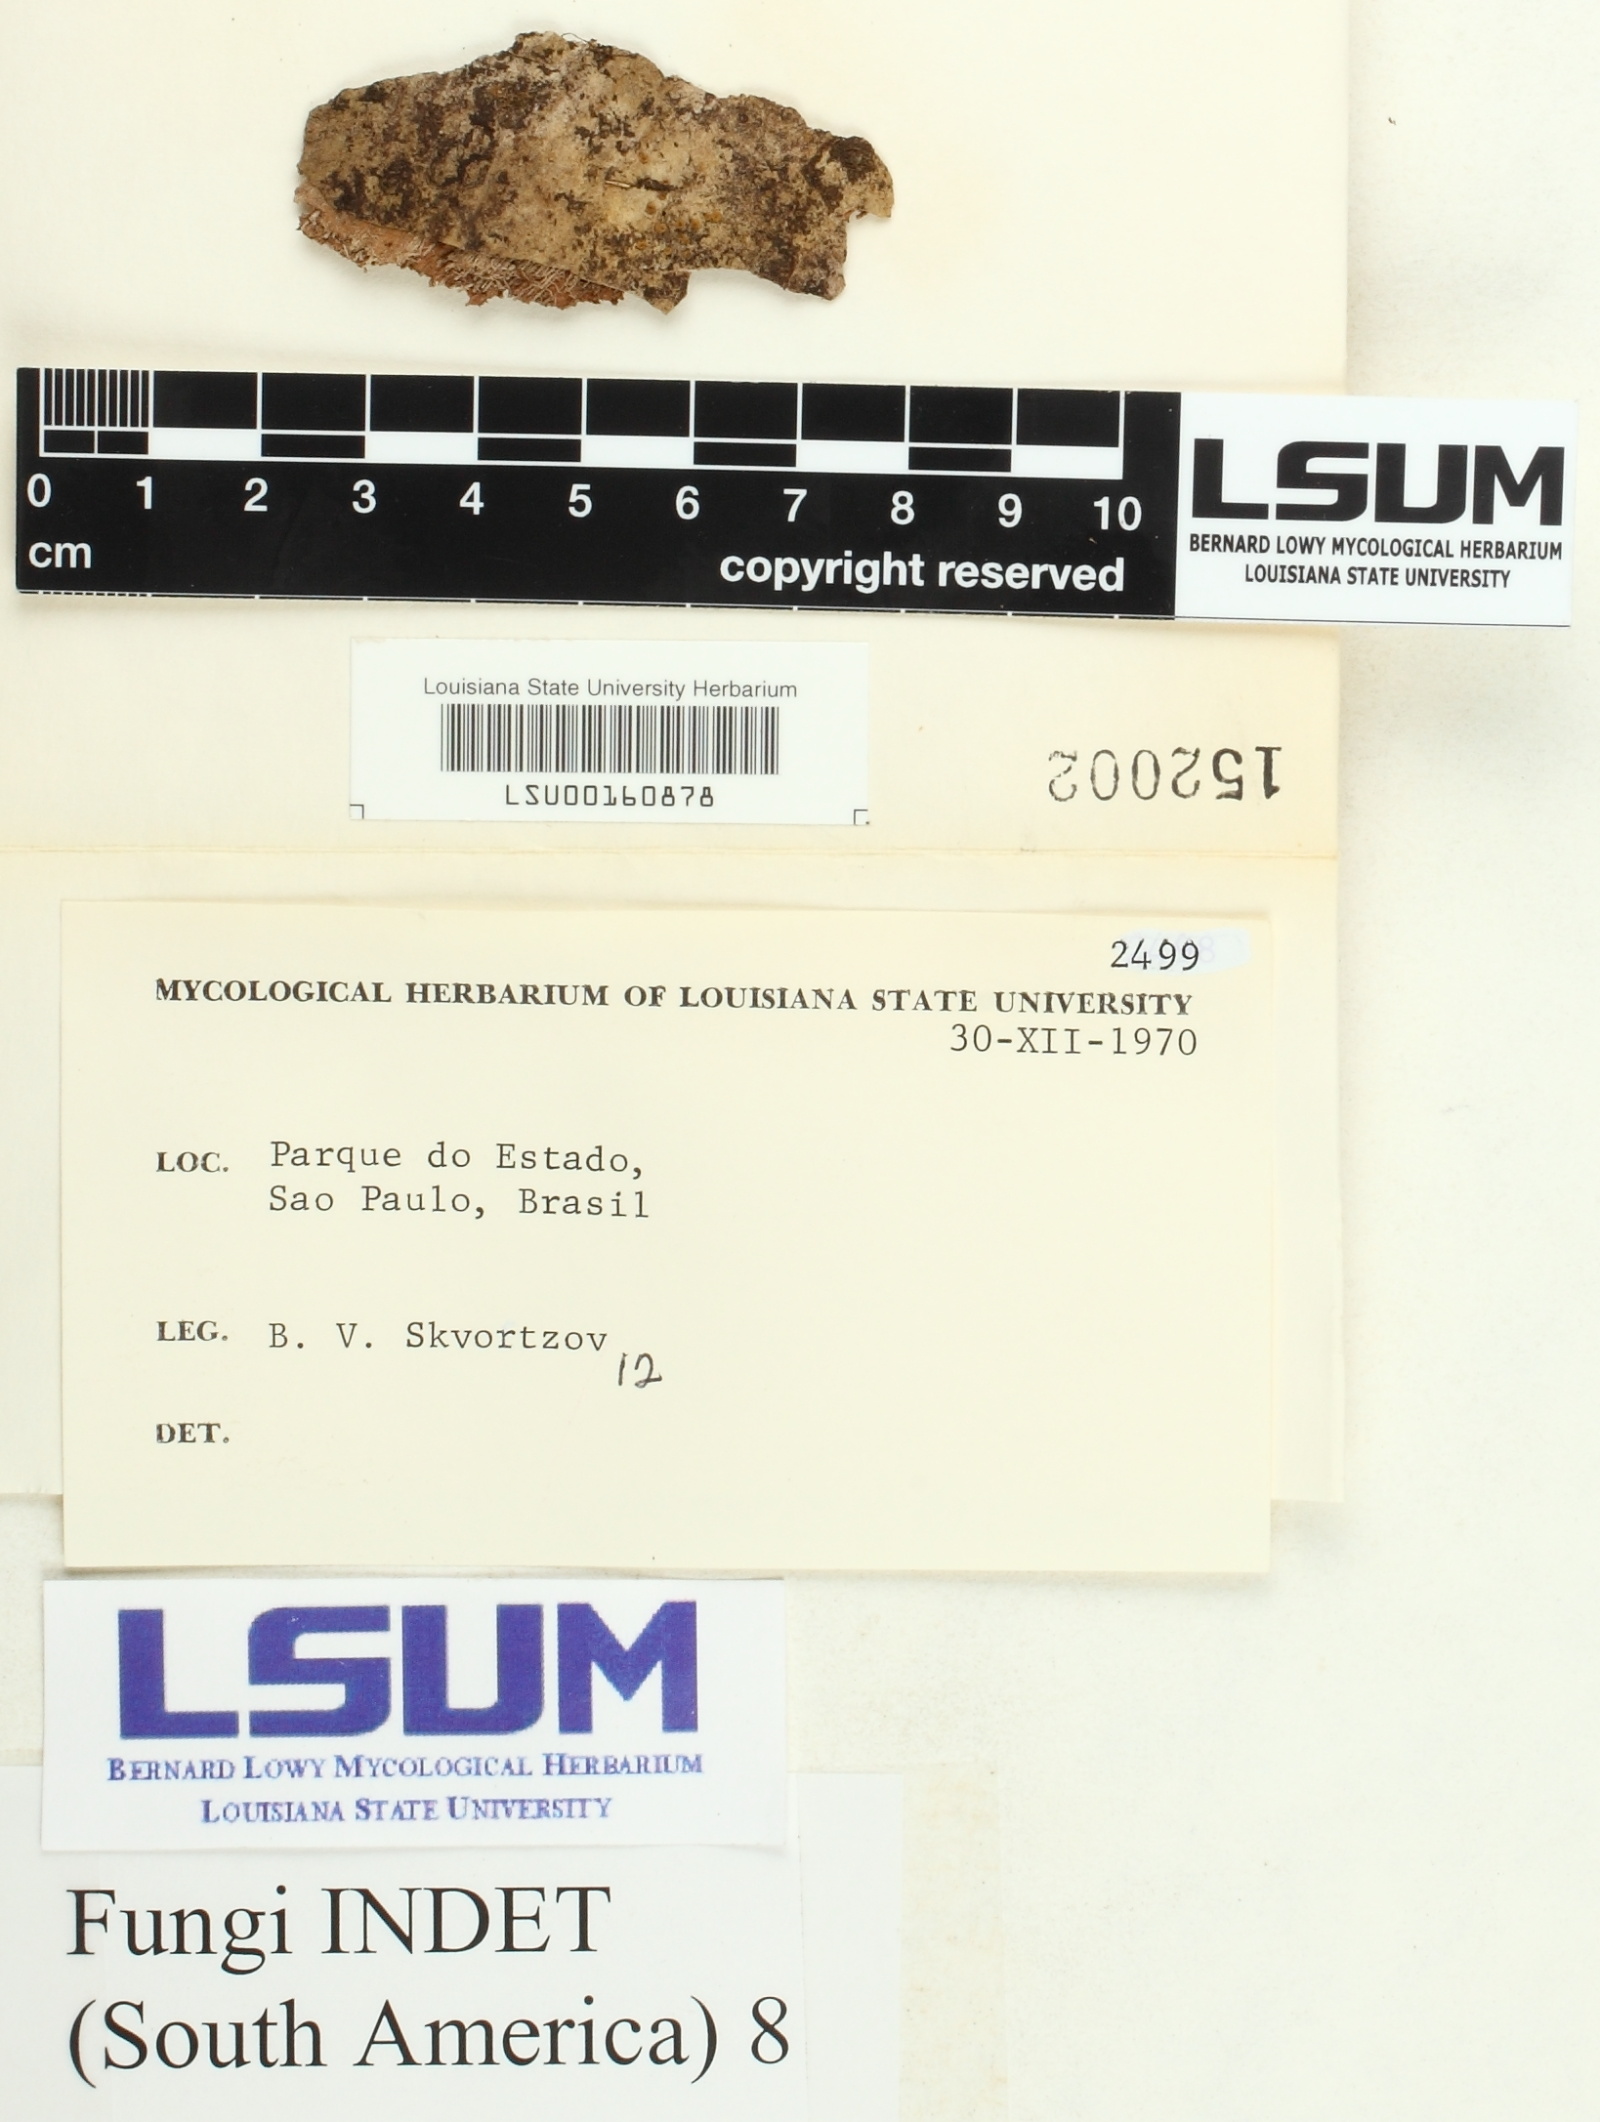 0 1 2 3 4 5 6 7 8 9 10
cm
copyright reserved
LSUM
BERNARD LOWY MYCOLOGICAL HERBARIUM
LOUISIANA STATE UNIVERSITY
Louisiana State University Herbarium
LSU00160878
152002
2499
MYCOLOGICAL HERBARIUM OF LOUISIANA STATE UNIVERSITY
30-XII-1970
LOC. Parque do Estado,
Sao Paulo, Brasil
LEG. B. V. Skvortzov
12
DET.
LSUM
BERNARD LOWY MYCOLOGICAL HERBARIUM
LOUISIANA STATE UNIVERSITY
Fungi INDET
(South America) 8